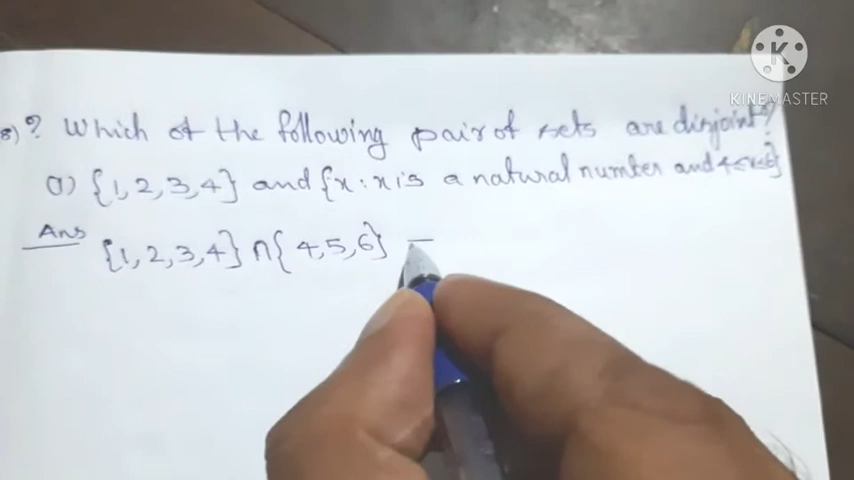 KINEMASTER
8)? Which of the following pair of sets are disjoint?
a) {1,2,3,4} and {x : x is a natural number and 4≤x≤6}
Ans {1,2,3,4} ∩ {4,5,6} –